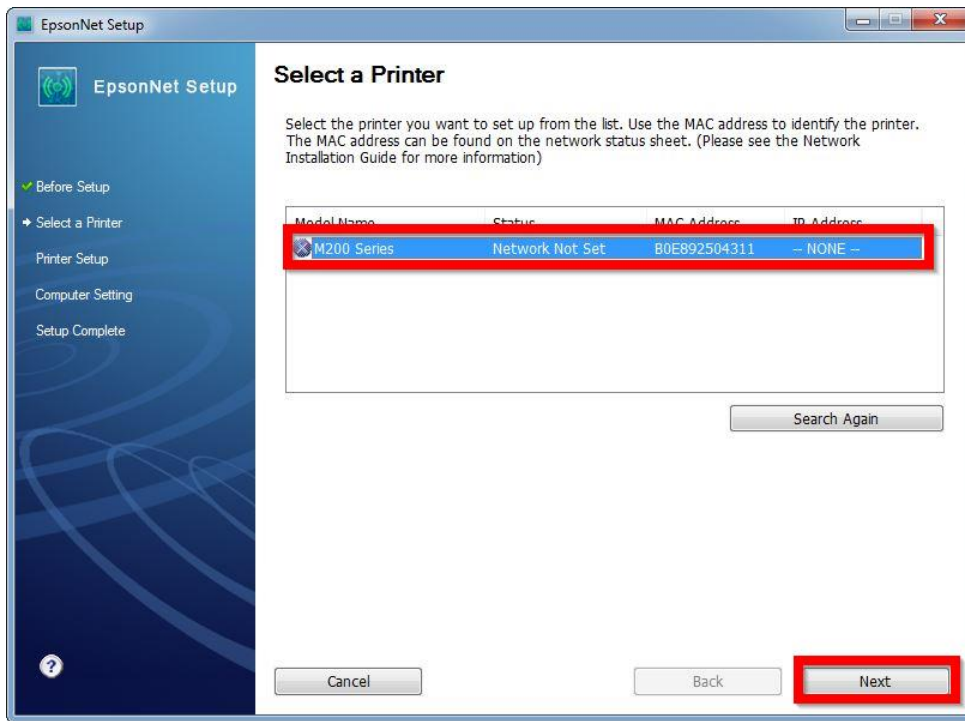 EpsonNet Setup
EpsonNet Setup
Before Setup
Select a Printer
Printer Setup
Computer Setting
Setup Complete
Select a Printer
Select the printer you want to set up from the list. Use the MAC address to identify the printer.
The MAC address can be found on the network status sheet. (Please see the Network
Installation Guide for more information)
Model Name Status MAC Address IP Address
M200 Series Network Not Set B0E892504311 -- NONE --
Search Again
? Cancel Back Next